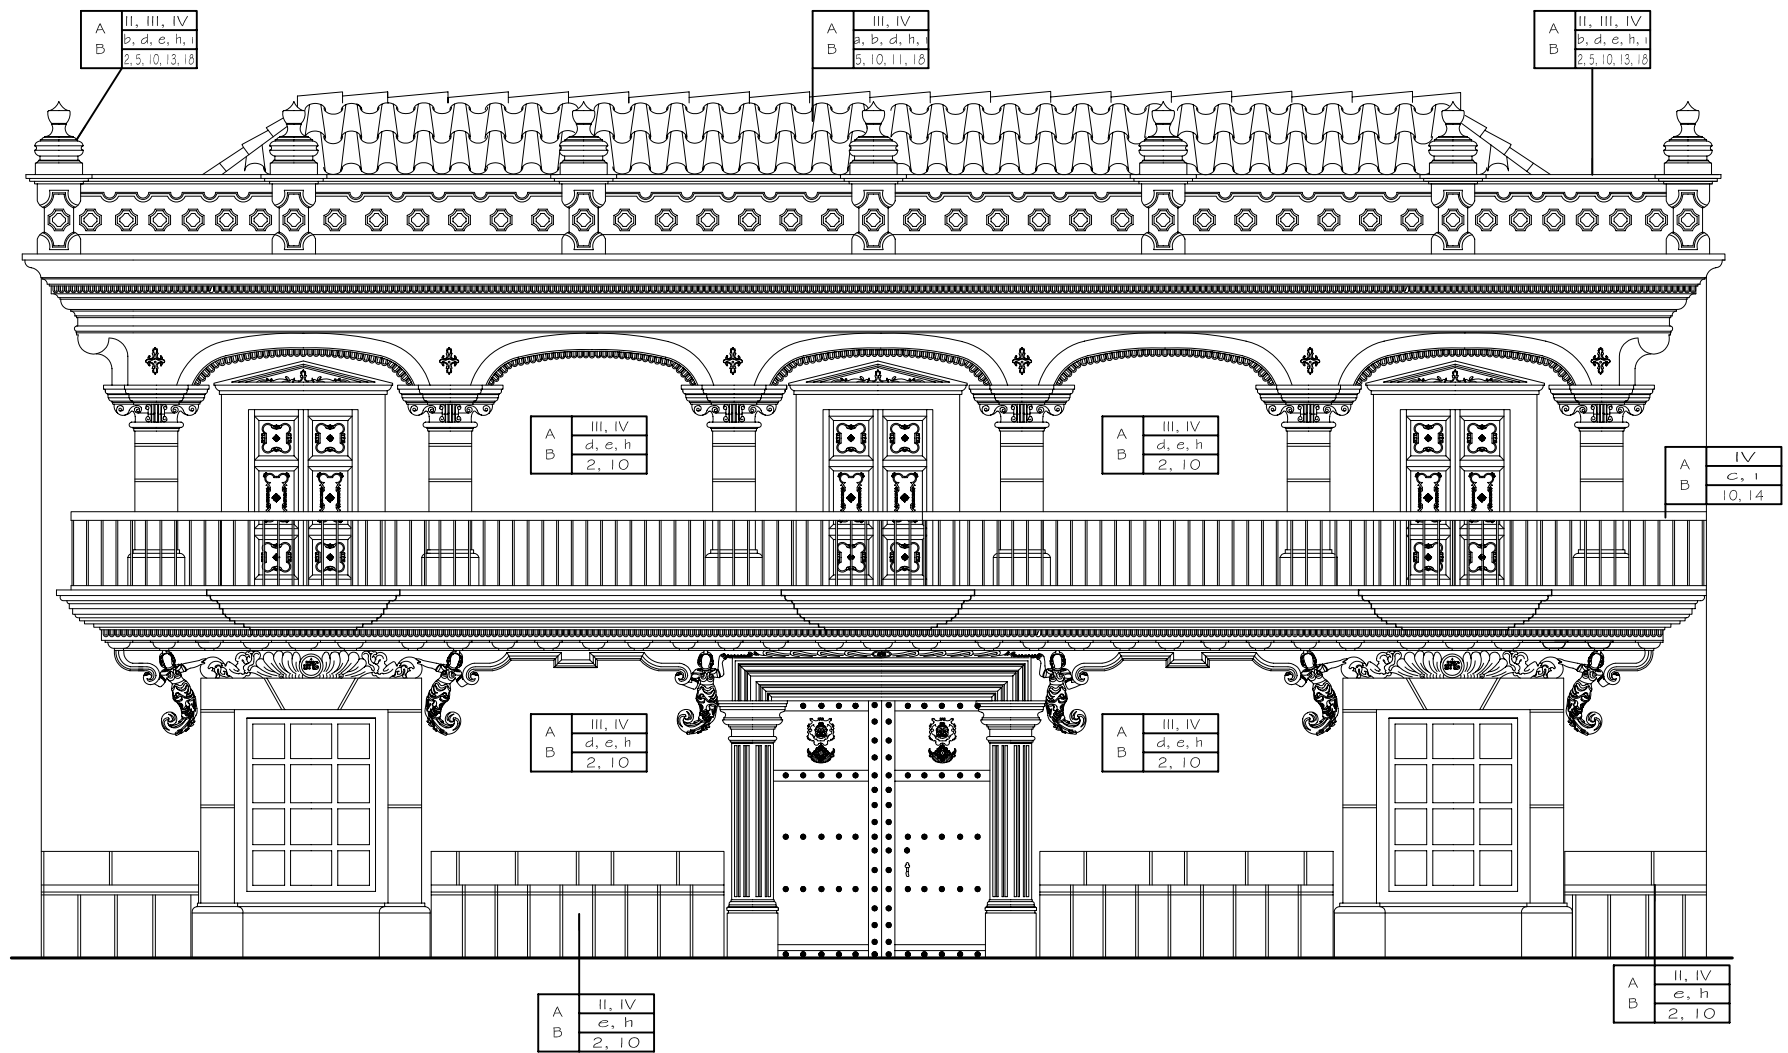 A
B
II, III, IV
b, d, e, h, i
2, 5, 10, 13, 18
A
B
III, IV
a, b, d, h, i
5, 10, 11, 18
A
B
II, III, IV
b, d, e, h, i
2, 5, 10, 13, 18
A
B
III, IV
d, e, h
2, 10
A
B
III, IV
d, e, h
2, 10
A
B
IV
c, i
10, 14
A
B
III, IV
d, e, h
2, 10
A
B
III, IV
d, e, h
2, 10
A
B
II, IV
e, h
2, 10
A
B
II, IV
e, h
2, 10